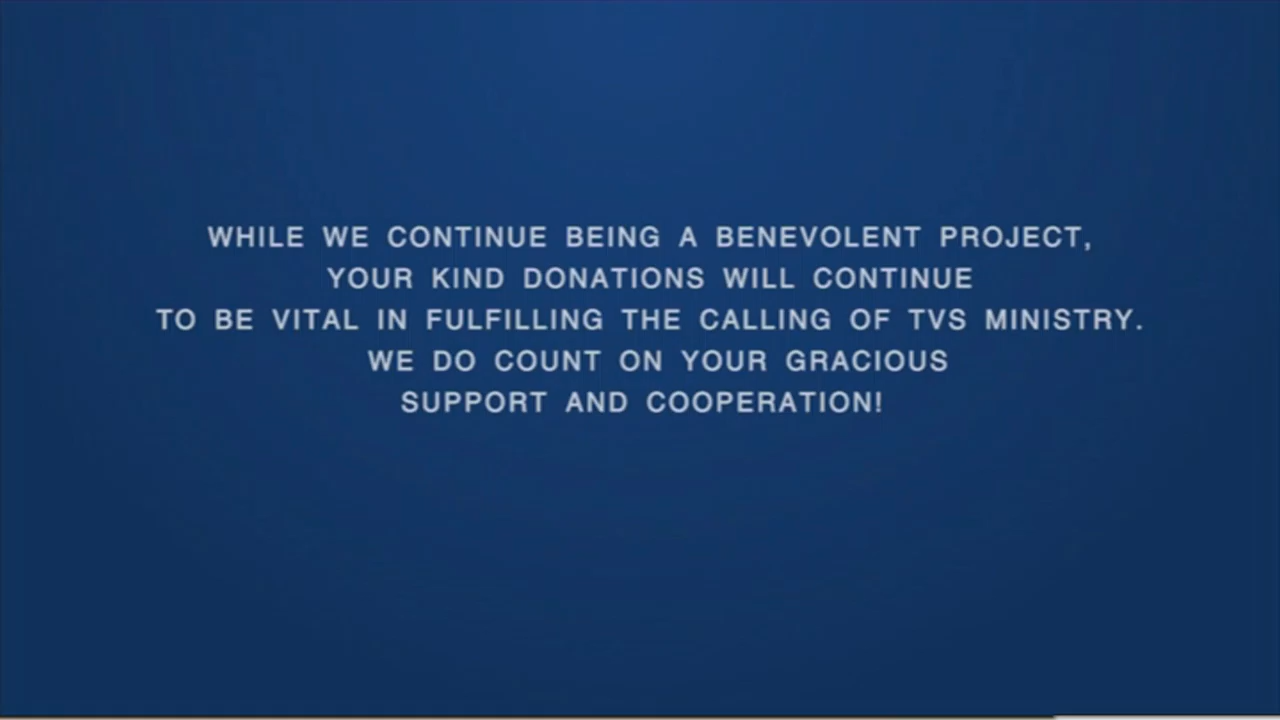 WHILE WE CONTINUE BEING A BENEVOLENT PROJECT,
YOUR KIND DONATIONS WILL CONTINUE
TO BE VITAL IN FULFILLING THE CALLING OF TVS MINISTRY.
WE DO COUNT ON YOUR GRACIOUS
SUPPORT AND COOPERATION!